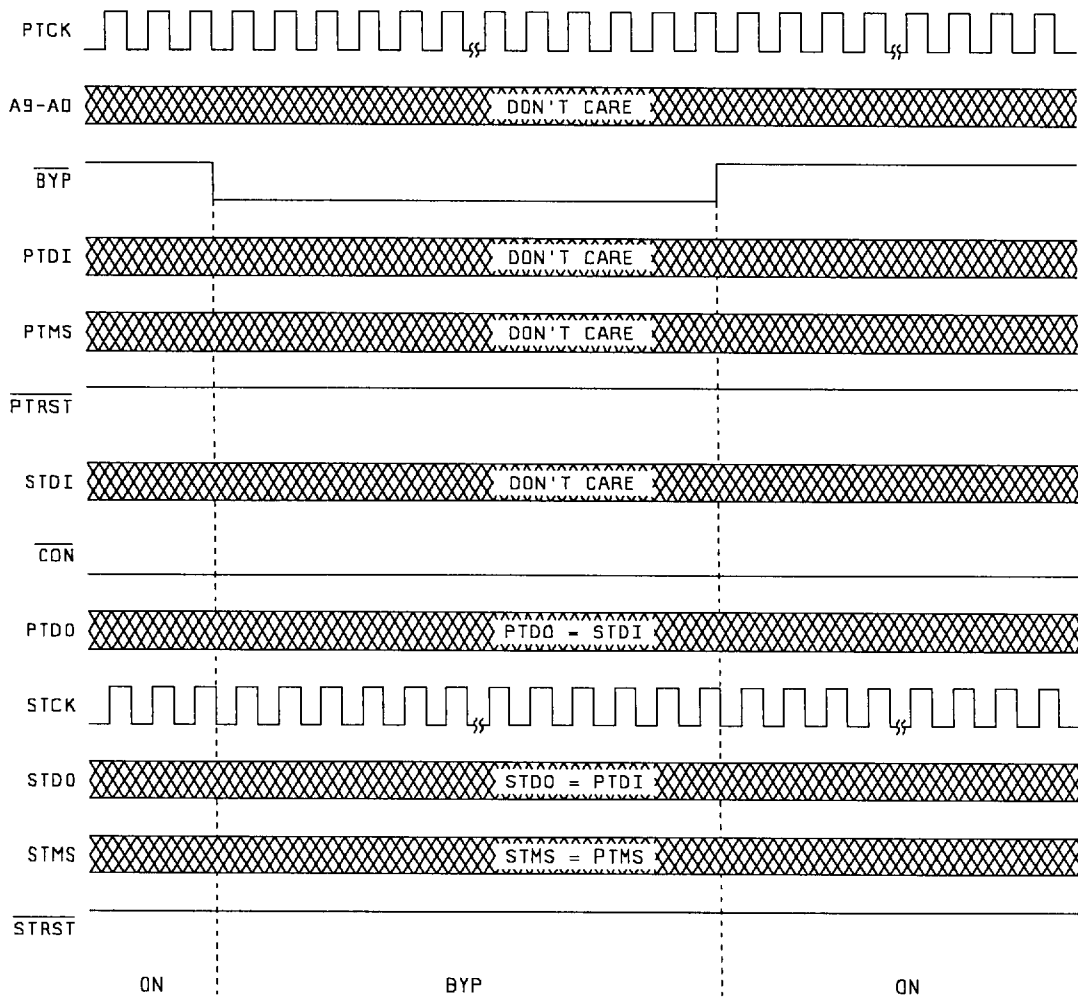 PTCK
A9-A0
DON'T CARE
BYP
PTDI
DON'T CARE
PTMS
DON'T CARE
PTRST
STDI
DON'T CARE
CON
PTDO
PTDO = STDI
STCK
STDO
STDO = PTDI
STMS
STMS = PTMS
STRST
ON
BYP
ON